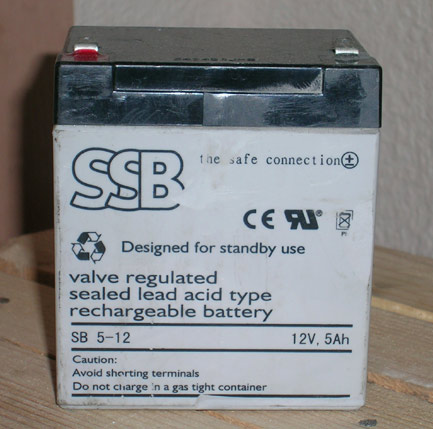 SSB
the safe connection
CE
Designed for standby use
valve regulated
sealed lead acid type
rechargeable battery
SB 5-12 12V, 5Ah
Caution:
Avoid shorting terminals
Do not charge in a gas tight container